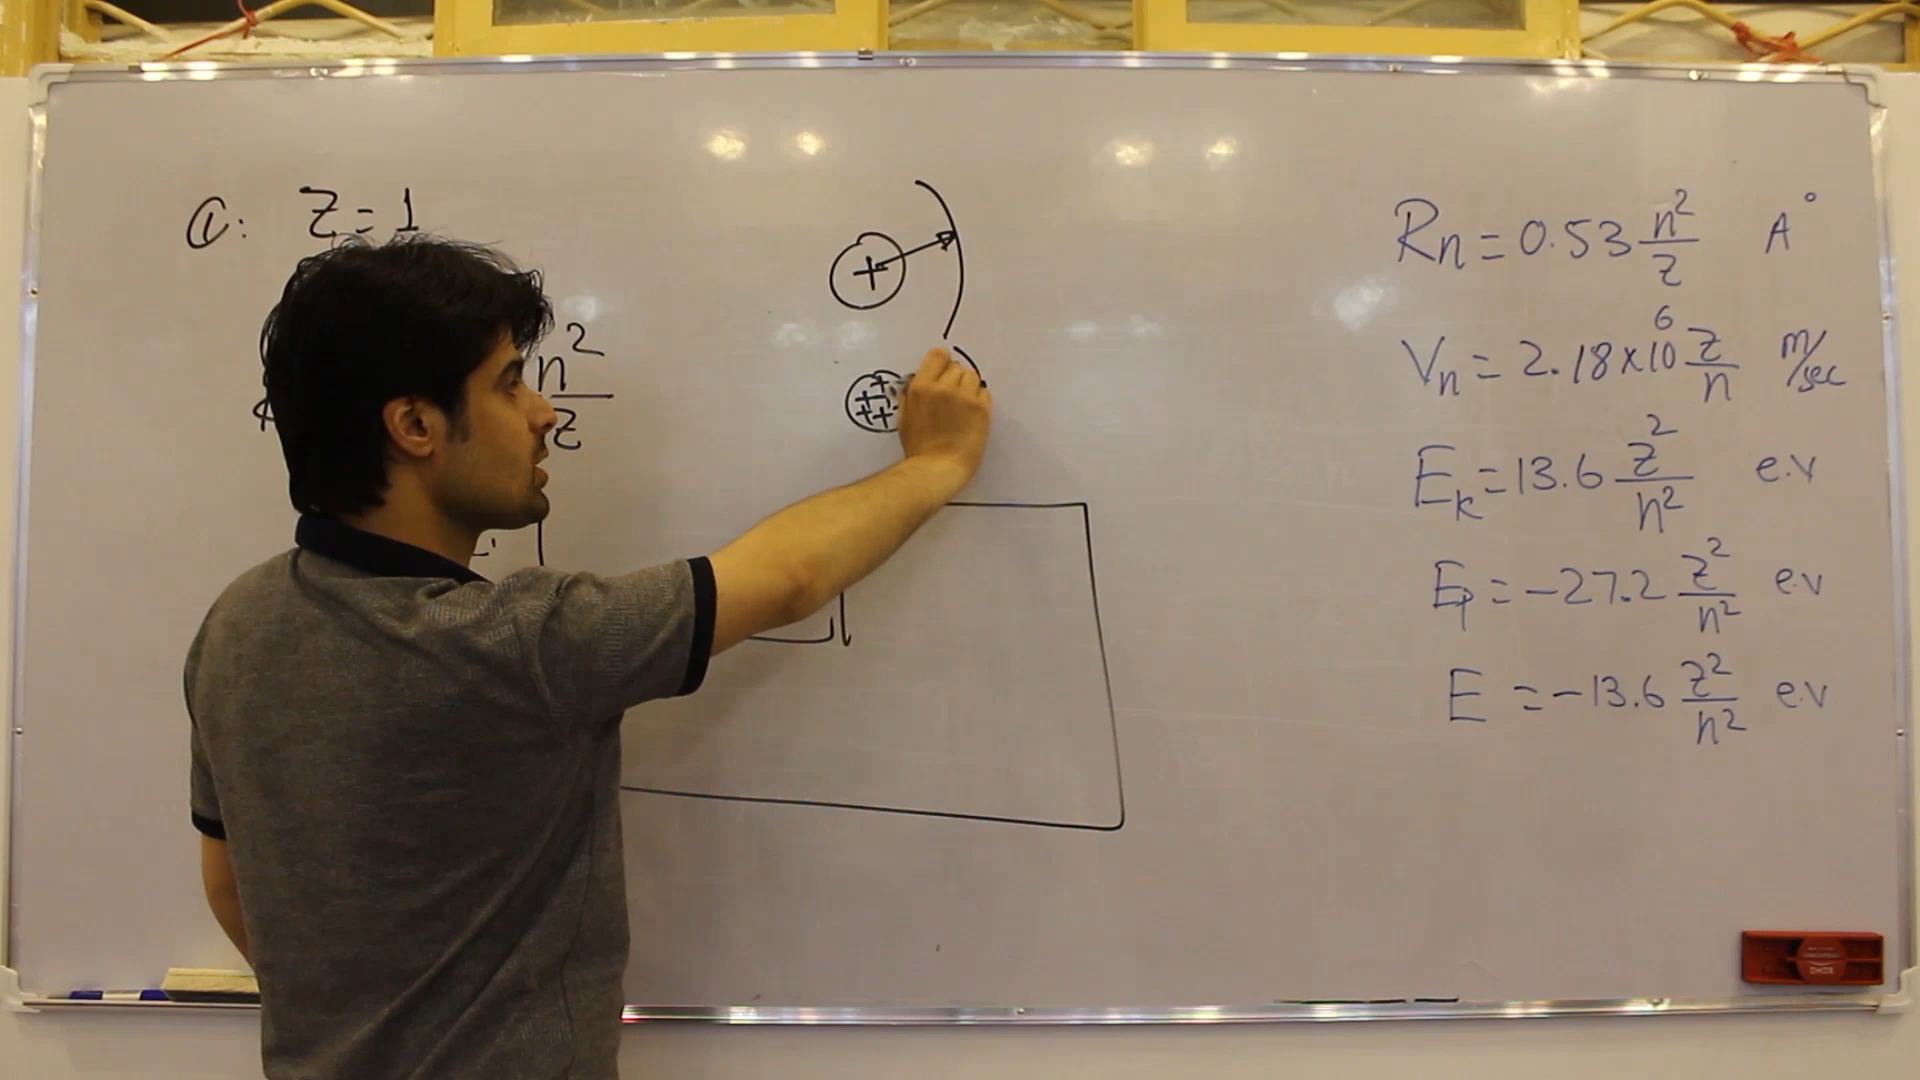 ①: Z = 1
n²/z
Rn = 0.53 n²/z A°
Vn = 2.18×10⁶ z/n m/sec
Ek = 13.6 z²/n² e.v
Ep = -27.2 z²/n² e.v
E = -13.6 z²/n² e.v
+
+ + + +